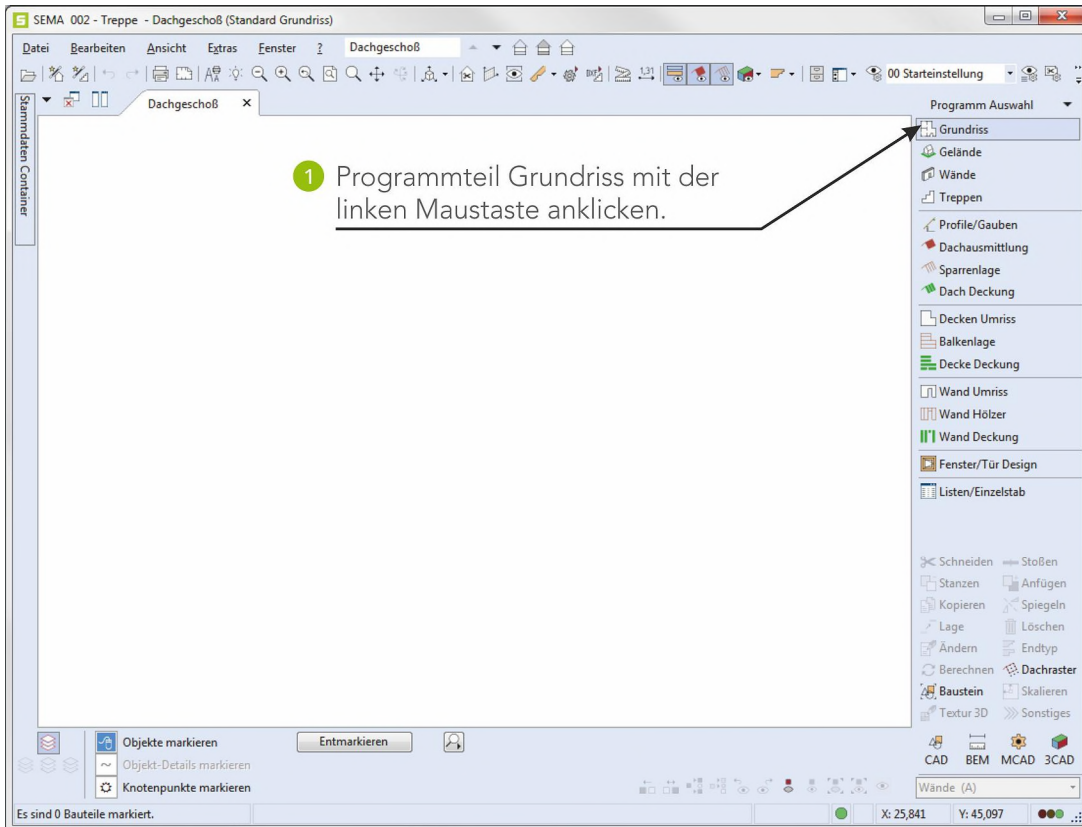 SEMA 002 - Treppe - Dachgeschoß (Standard Grundriss)
Datei Bearbeiten Ansicht Extras Fenster ? Dachgeschoß
1,31
00 Starteinstellung
Stammdaten Container
Dachgeschoß X
Programm Auswahl
Grundriss
Gelände
Wände
Treppen
Profile/Gauben
Dachausmittlung
Sparrenlage
Dach Deckung
Decken Umriss
Balkenlage
Decke Deckung
Wand Umriss
Wand Hölzer
Wand Deckung
Fenster/Tür Design
Listen/Einzelstab
1 Programmteil Grundriss mit der
linken Maustaste anklicken.
Schneiden Stoßen
Stanzen Anfügen
Kopieren Spiegeln
Lage Löschen
Ändern Endtyp
Berechnen Dachraster
Baustein Skalieren
Textur 3D Sonstiges
CAD BEM MCAD 3CAD
Wände (A)
Objekte markieren Entmarkieren
Objekt-Details markieren
Knotenpunkte markieren
Es sind 0 Bauteile markiert. X: 25,841 Y: 45,097